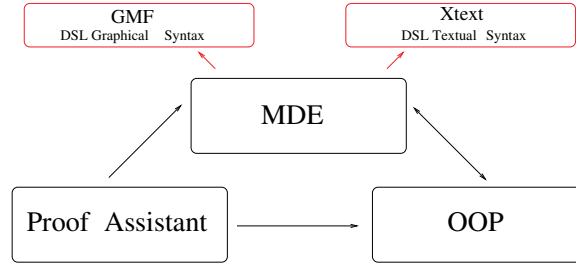 GMF
DSL Graphical Syntax
Xtext
DSL Textual Syntax
MDE
Proof Assistant
OOP